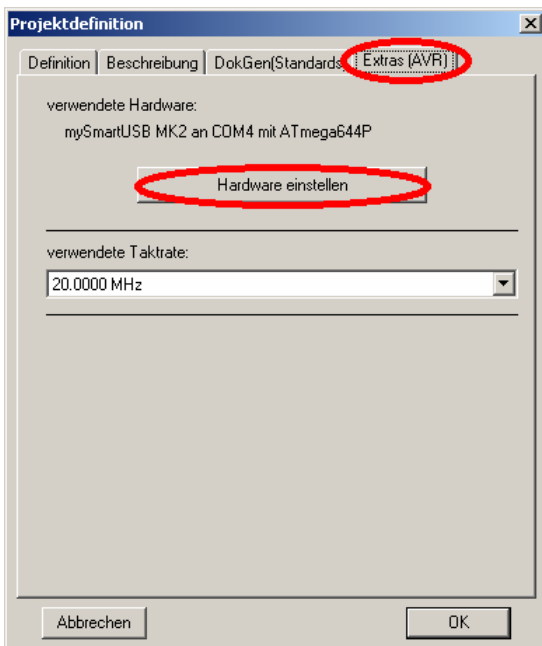 Projektdefinition
Definition Beschreibung DokGen(Standards) Extras (AVR)
verwendete Hardware:
mySmartUSB MK2 an COM4 mit ATmega644P
Hardware einstellen
verwendete Taktrate:
20.0000 MHz
Abbrechen OK